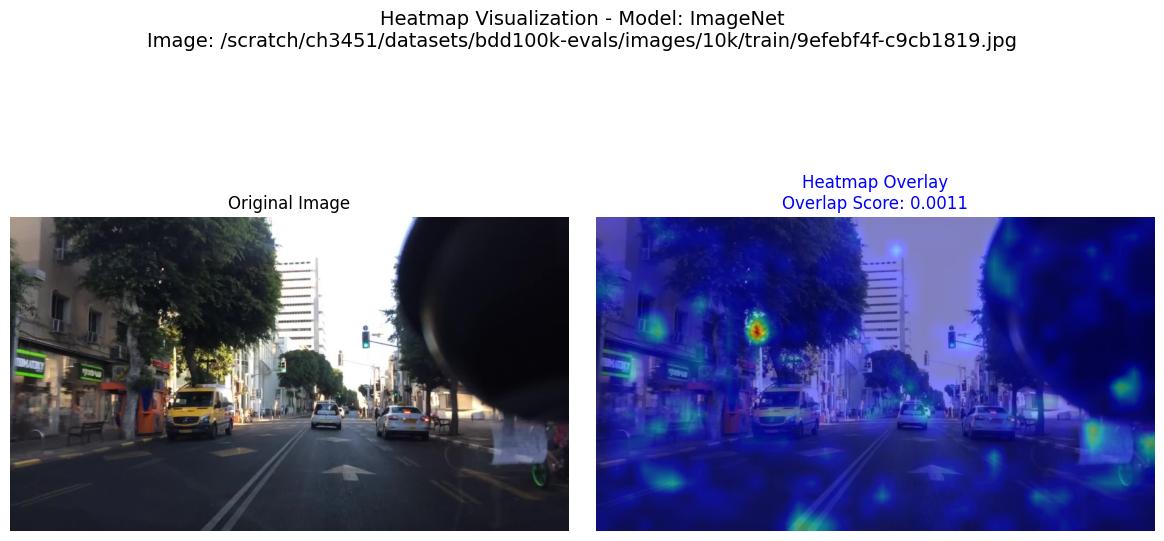 Heatmap Visualization - Model: ImageNet
Image: /scratch/ch3451/datasets/bdd100k-evals/images/10k/train/9efebf4f-c9cb1819.jpg
Original Image
Heatmap Overlay
Overlap Score: 0.0011